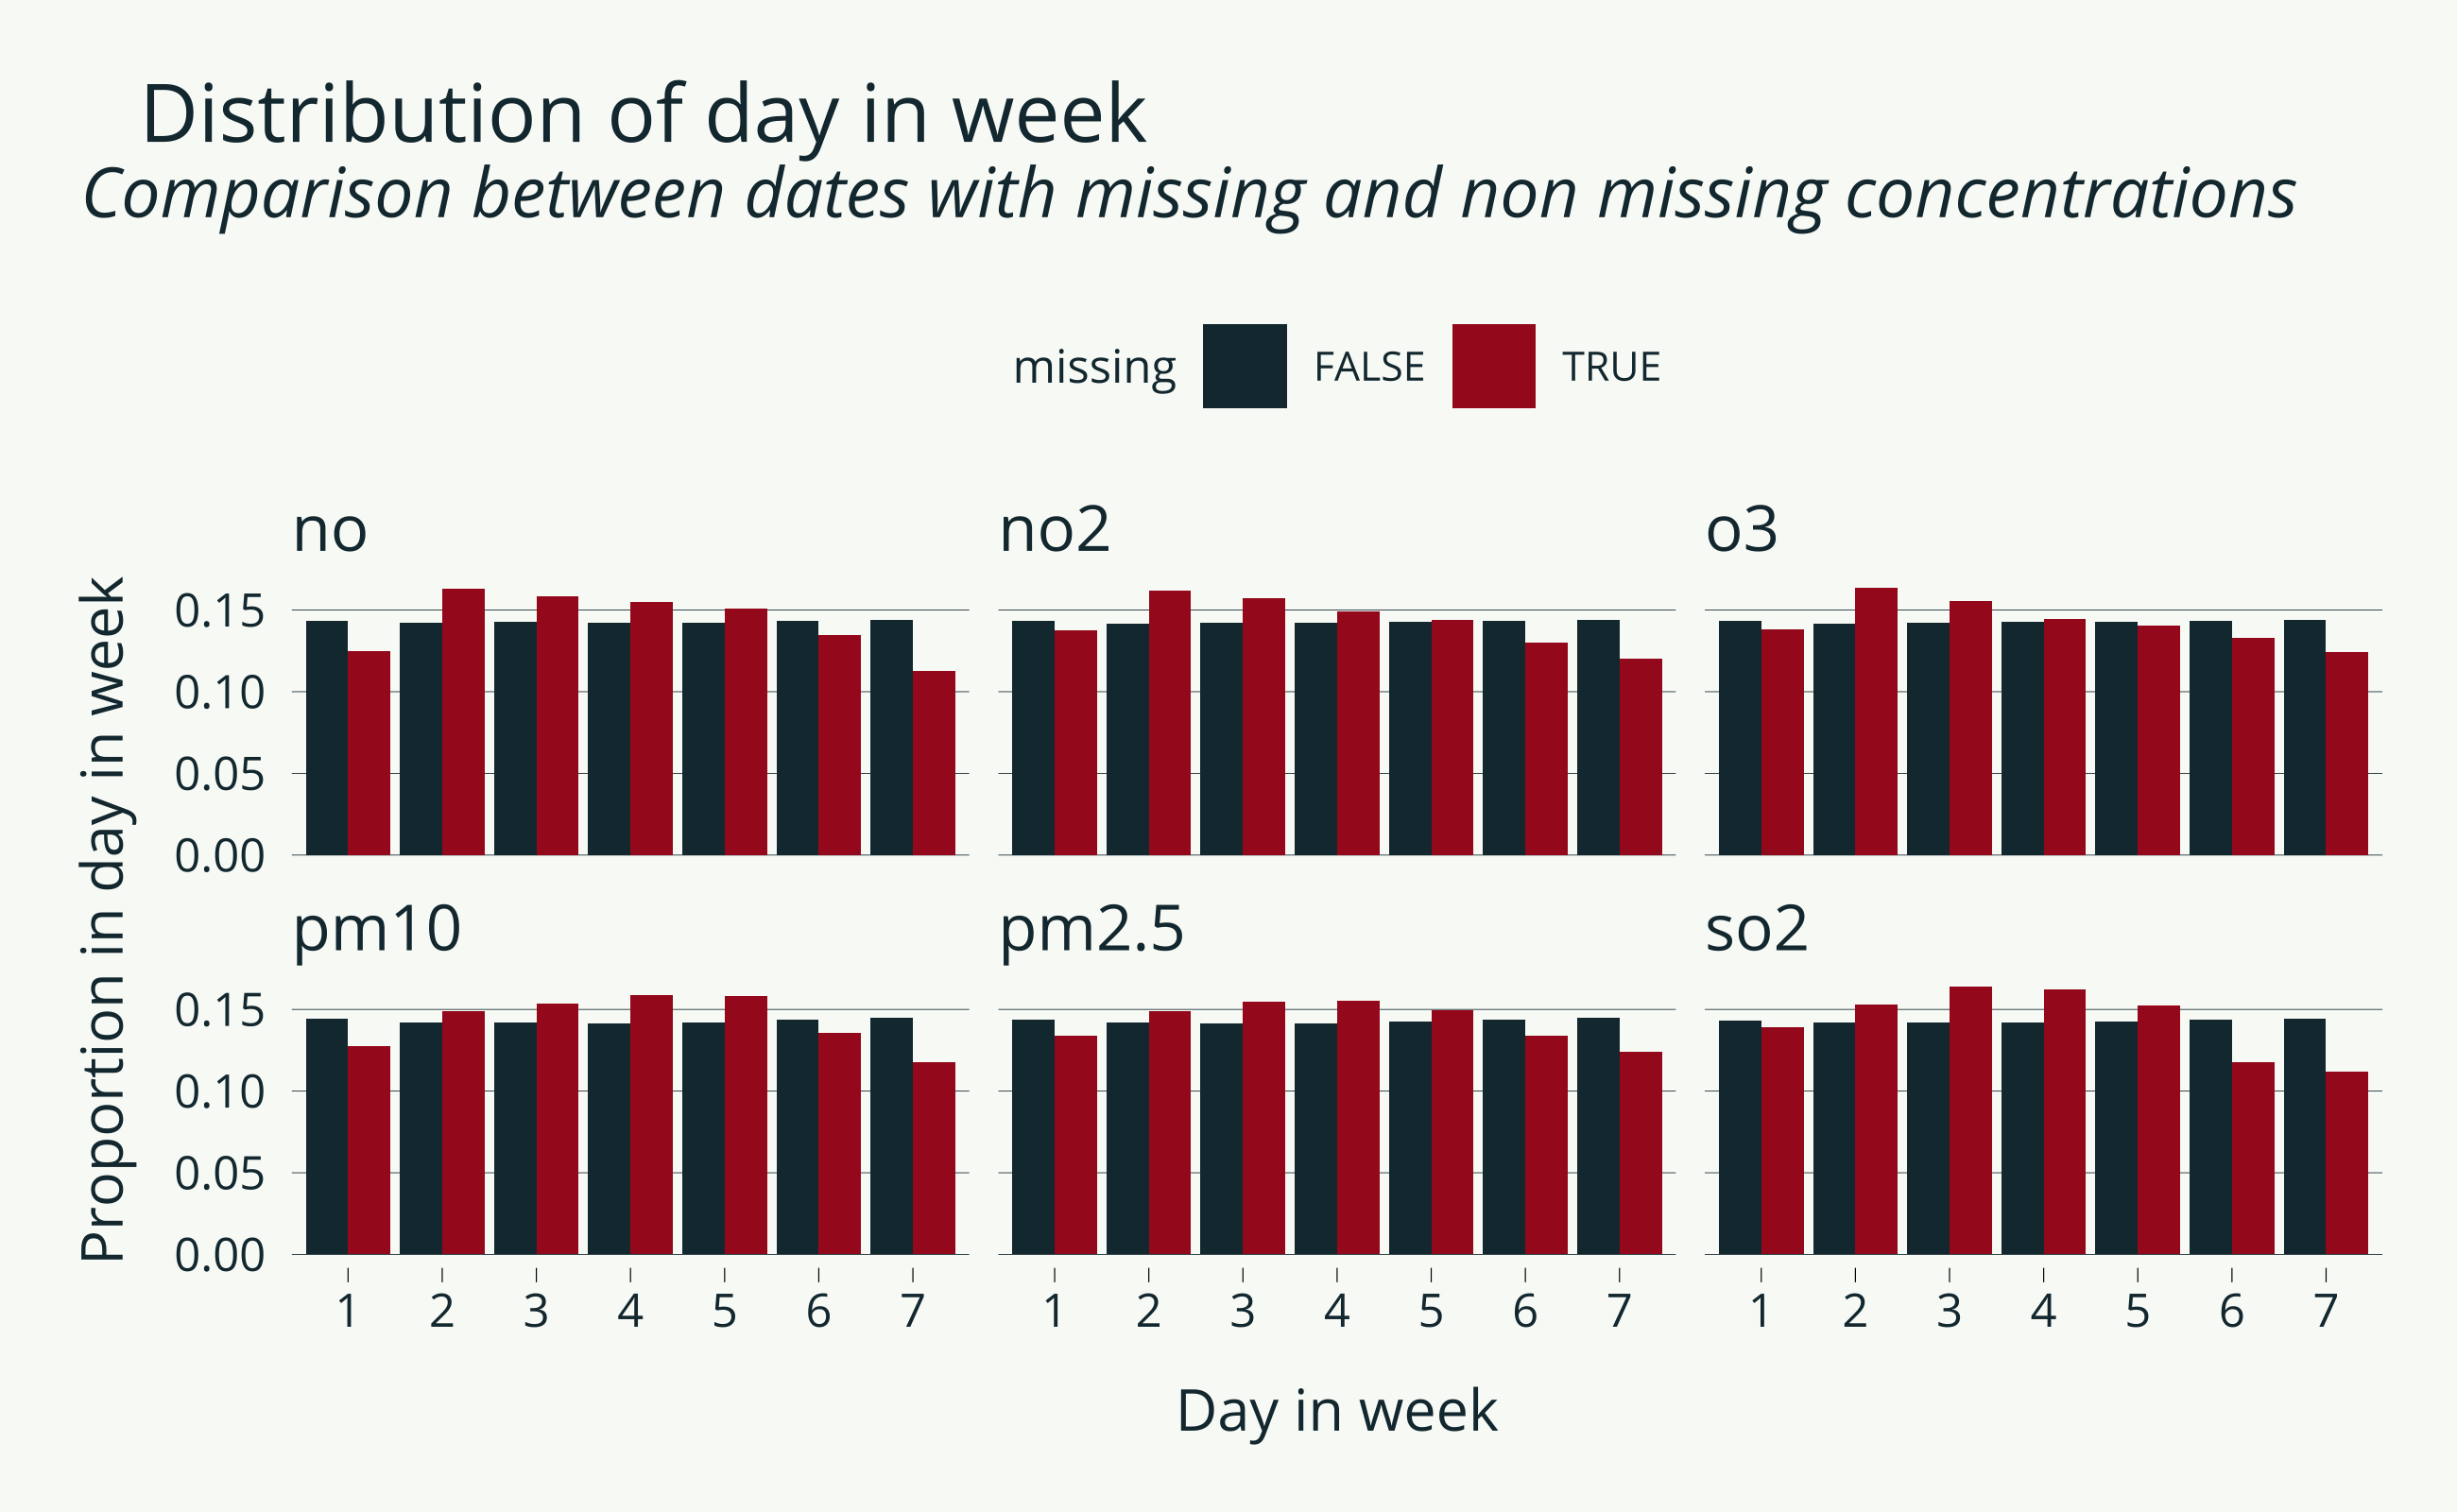 Distribution of day in week
Comparison between dates with missing and non missing concentrations
missing FALSE TRUE
no no2 o3
Proportion in day in week
0.15
0.10
0.05
0.00
pm10 pm2.5 so2
0.15
0.10
0.05
0.00
1 2 3 4 5 6 7 1 2 3 4 5 6 7 1 2 3 4 5 6 7
Day in week